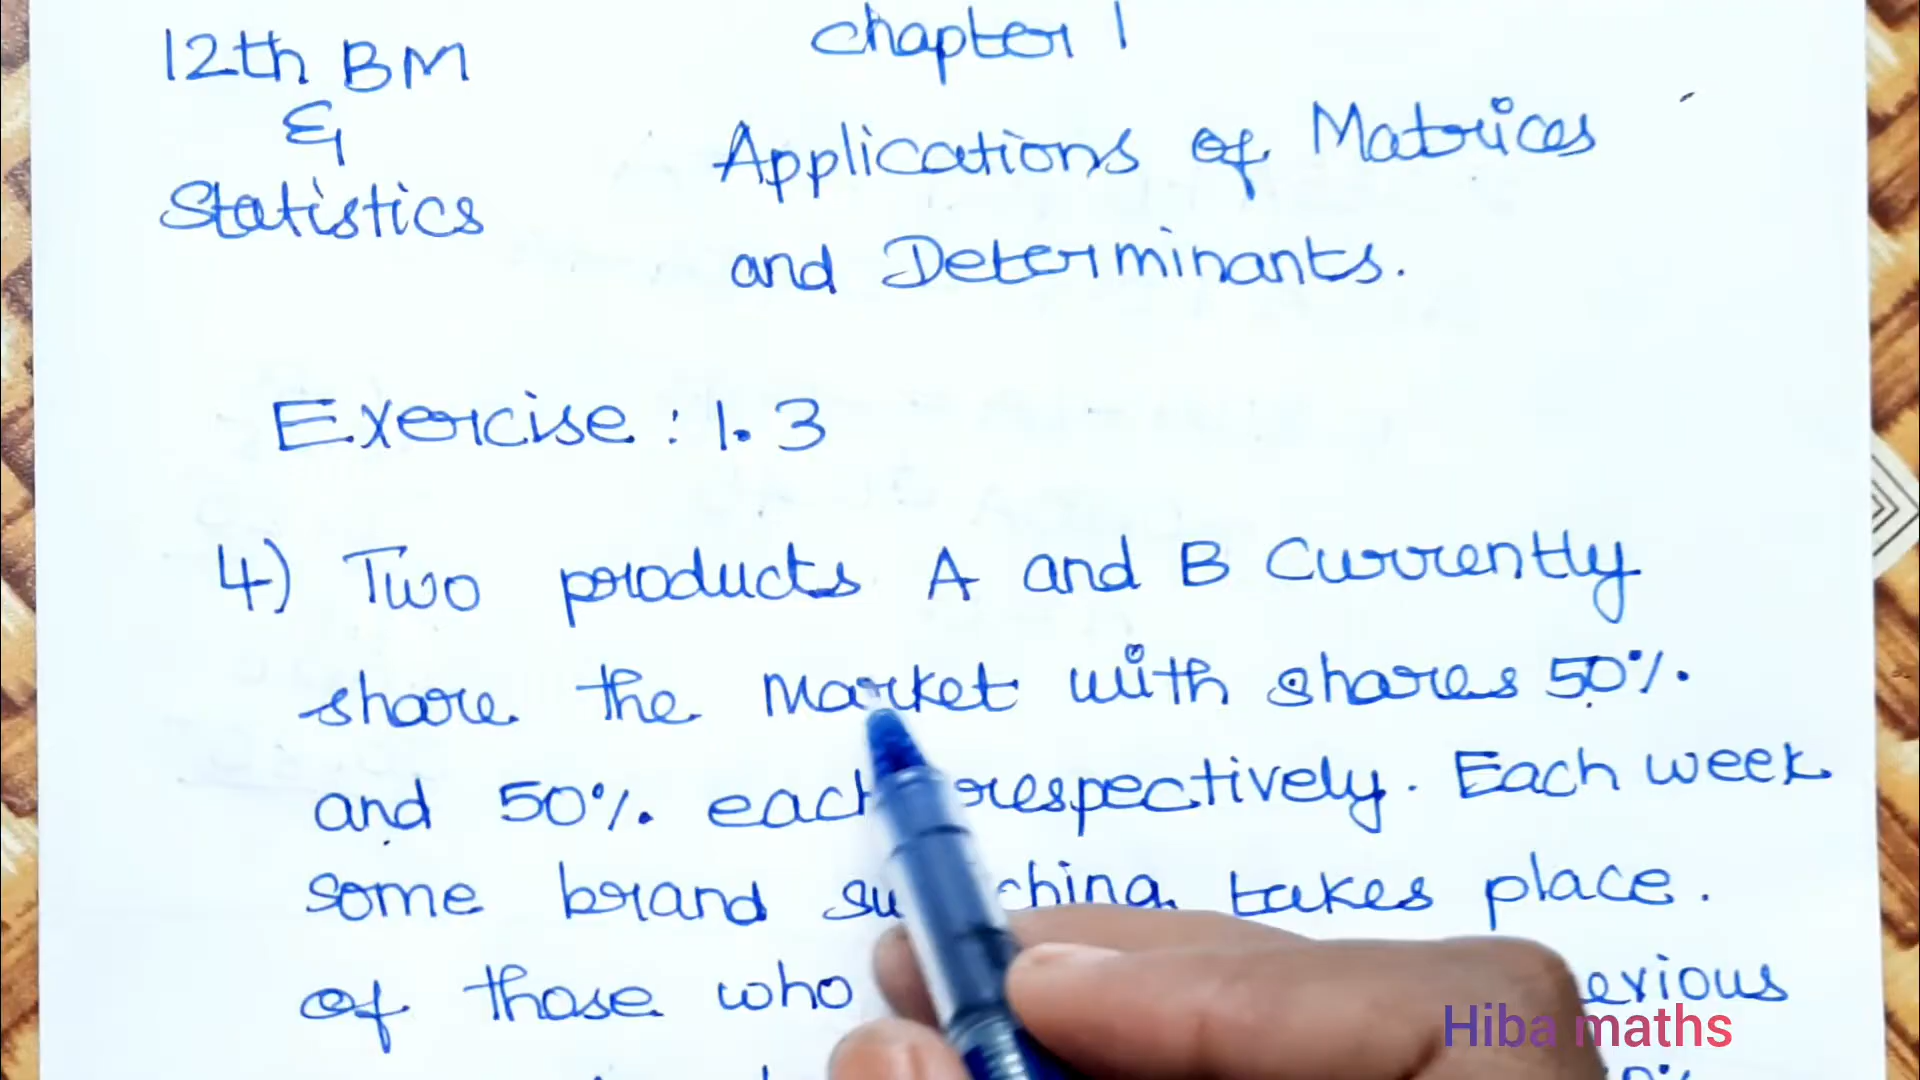 12th BM
&
Statistics
Chapter 1
Applications of Matrices
and Determinants.
Exercise : 1.3
4) Two products A and B Currently
share the Market with shares 50%.
and 50% each respectively. Each week
some brand takes place.
of those who
Hiba maths